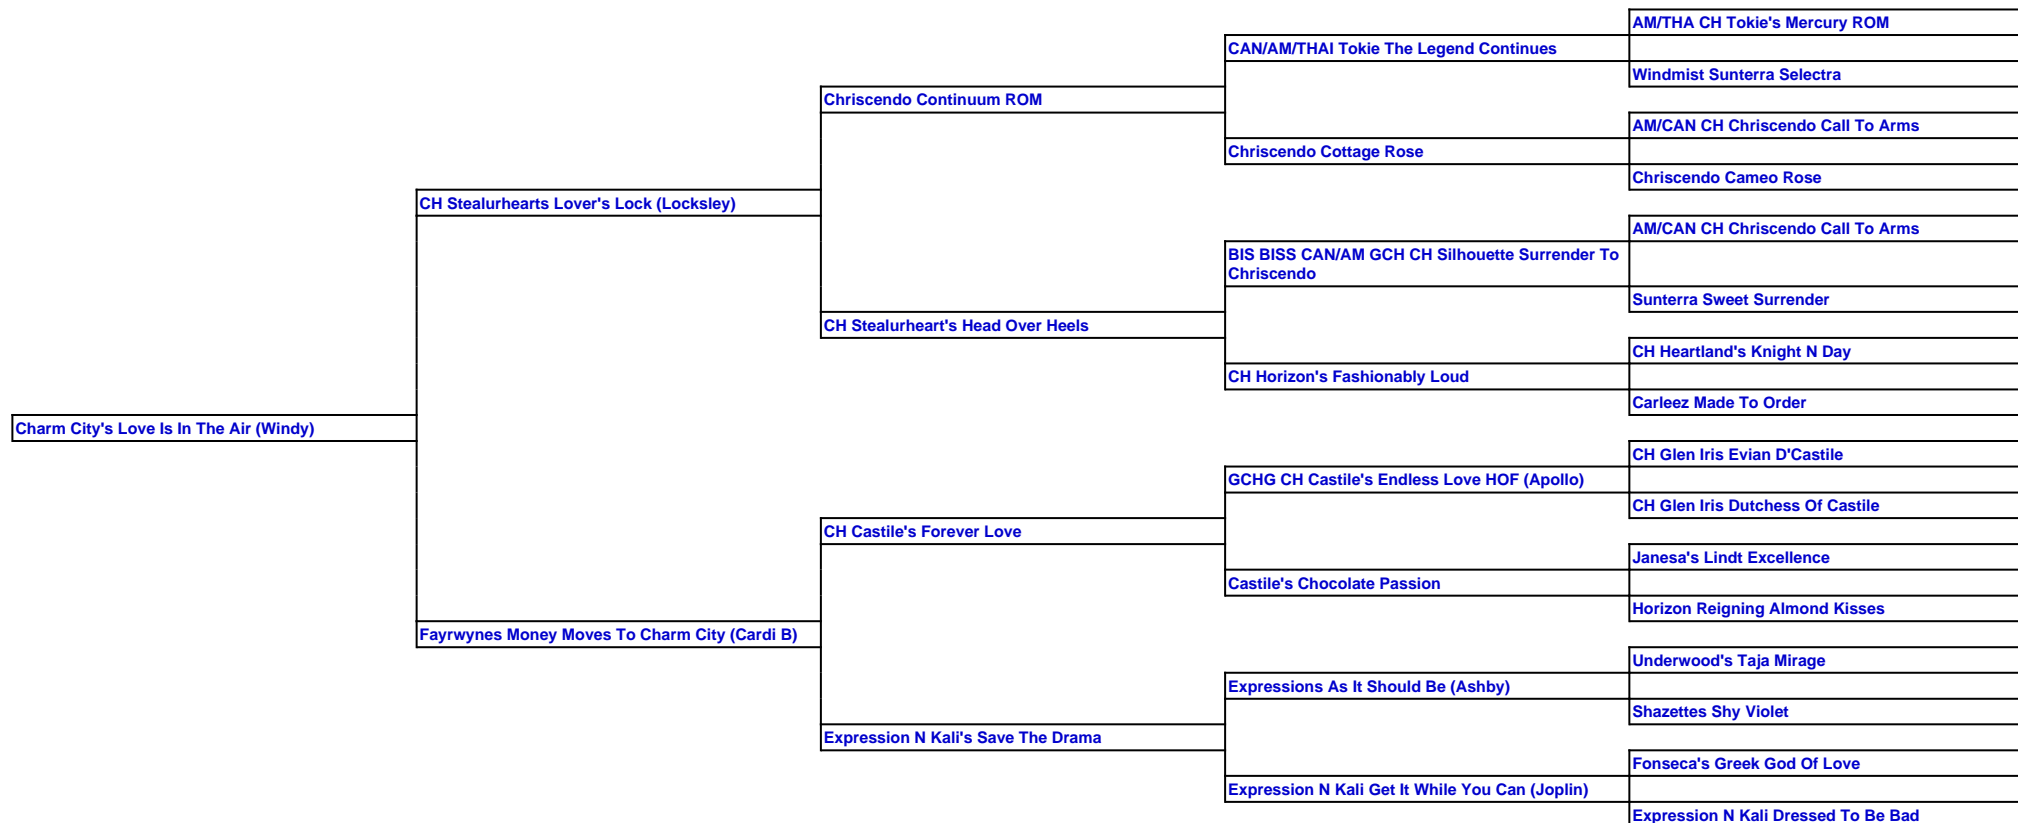 AM/THA CH Tokie's Mercury ROM
CAN/AM/THAI Tokie The Legend Continues
Windmist Sunterra Selectra
Chriscendo Continuum ROM
AM/CAN CH Chriscendo Call To Arms
Chriscendo Cottage Rose
Chriscendo Cameo Rose
CH Stealurhearts Lover's Lock (Locksley)
AM/CAN CH Chriscendo Call To Arms
BIS BISS CAN/AM GCH CH Silhouette Surrender To
Chriscendo
Sunterra Sweet Surrender
CH Stealurheart's Head Over Heels
CH Heartland's Knight N Day
CH Horizon's Fashionably Loud
Carleez Made To Order
Charm City's Love Is In The Air (Windy)
CH Glen Iris Evian D'Castile
GCHG CH Castile's Endless Love HOF (Apollo)
CH Glen Iris Dutchess Of Castile
CH Castile's Forever Love
Janesa's Lindt Excellence
Castile's Chocolate Passion
Horizon Reigning Almond Kisses
Fayrwynes Money Moves To Charm City (Cardi B)
Underwood's Taja Mirage
Expressions As It Should Be (Ashby)
Shazettes Shy Violet
Expression N Kali's Save The Drama
Fonseca's Greek God Of Love
Expression N Kali Get It While You Can (Joplin)
Expression N Kali Dressed To Be Bad